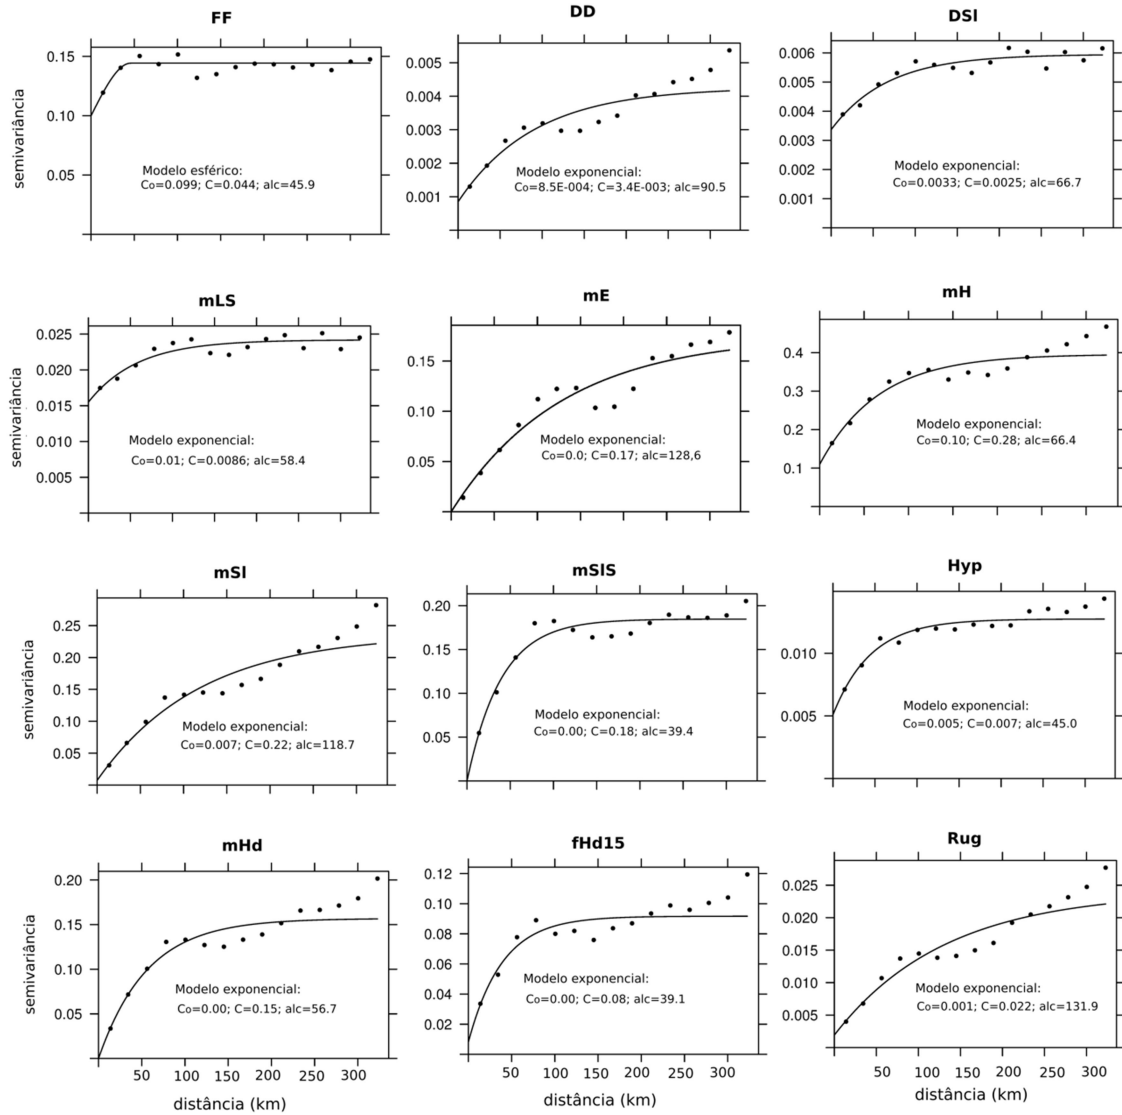 FF
DD
DSl
semivariância
0.15
0.10
0.05
Modelo esférico:
Co=0.099; C=0.044; alc=45.9
0.005
0.004
0.003
0.002
0.001
Modelo exponencial:
Co=8.5E-004; C=3.4E-003; alc=90.5
0.006
0.005
0.004
0.003
0.002
0.001
Modelo exponencial:
Co=0.0033; C=0.0025; alc=66.7
mLS
mE
mH
semivariância
0.025
0.020
0.015
0.010
0.005
Modelo exponencial:
Co=0.01; C=0.0086; alc=58.4
0.15
0.10
0.05
Modelo exponencial:
Co=0.0; C=0.17; alc=128,6
0.4
0.3
0.2
0.1
Modelo exponencial:
Co=0.10; C=0.28; alc=66.4
mSl
mSlS
Hyp
semivariância
0.25
0.20
0.15
0.10
0.05
Modelo exponencial:
Co=0.007; C=0.22; alc=118.7
0.20
0.15
0.10
0.05
Modelo exponencial:
Co=0.00; C=0.18; alc=39.4
0.010
0.005
Modelo exponencial:
Co=0.005; C=0.007; alc=45.0
mHd
fHd15
Rug
semivariância
0.20
0.15
0.10
0.05
Modelo exponencial:
Co=0.00; C=0.15; alc=56.7
50 100 150 200 250 300
distância (km)
0.12
0.10
0.08
0.06
0.04
0.02
Modelo exponencial:
Co=0.00; C=0.08; alc=39.1
50 100 150 200 250 300
distância (km)
0.025
0.020
0.015
0.010
0.005
Modelo exponencial:
Co=0.001; C=0.022; alc=131.9
50 100 150 200 250 300
distância (km)